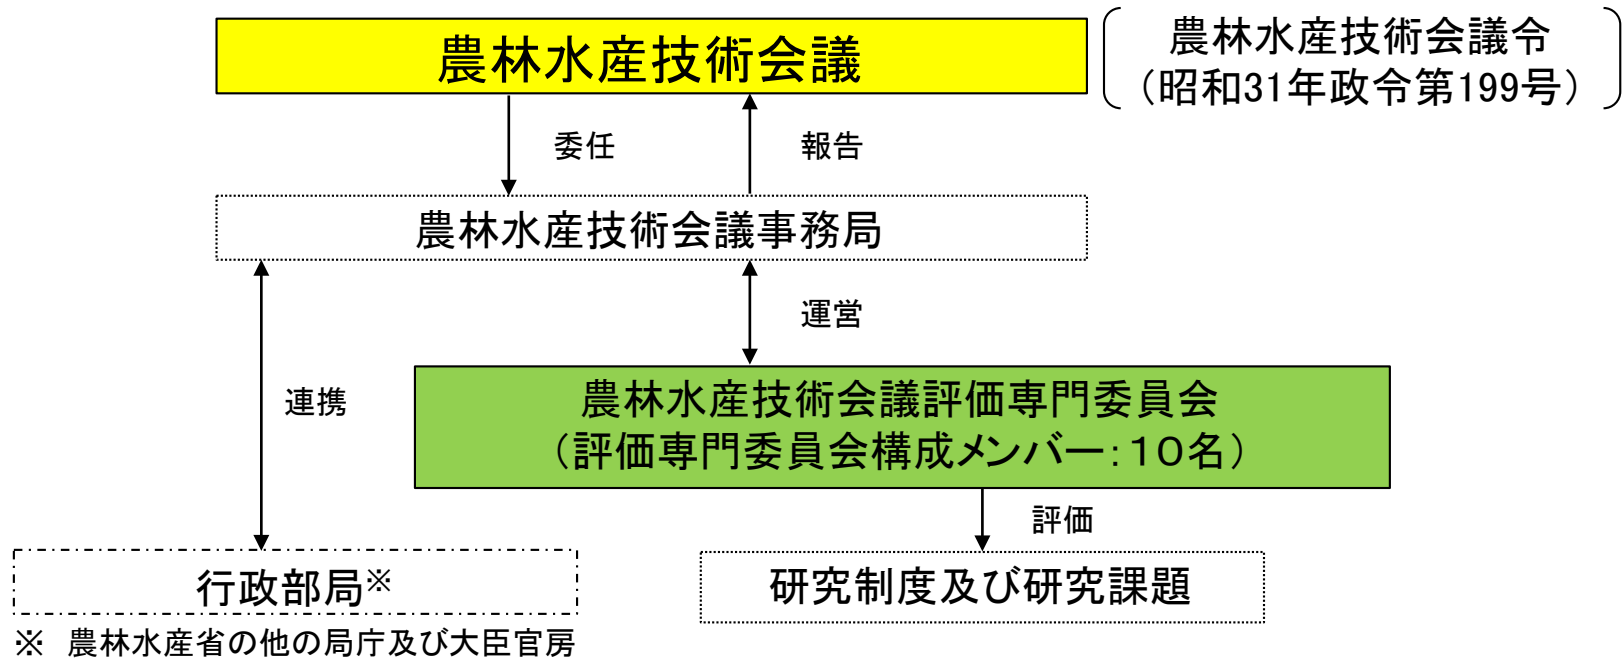 農林水産技術会議
農林水産技術会議令
（昭和31年政令第199号）
委任
報告
農林水産技術会議事務局
運営
連携
農林水産技術会議評価専門委員会
（評価専門委員会構成メンバー：１０名）
評価
行政部局※
研究制度及び研究課題
※　農林水産省の他の局庁及び大臣官房